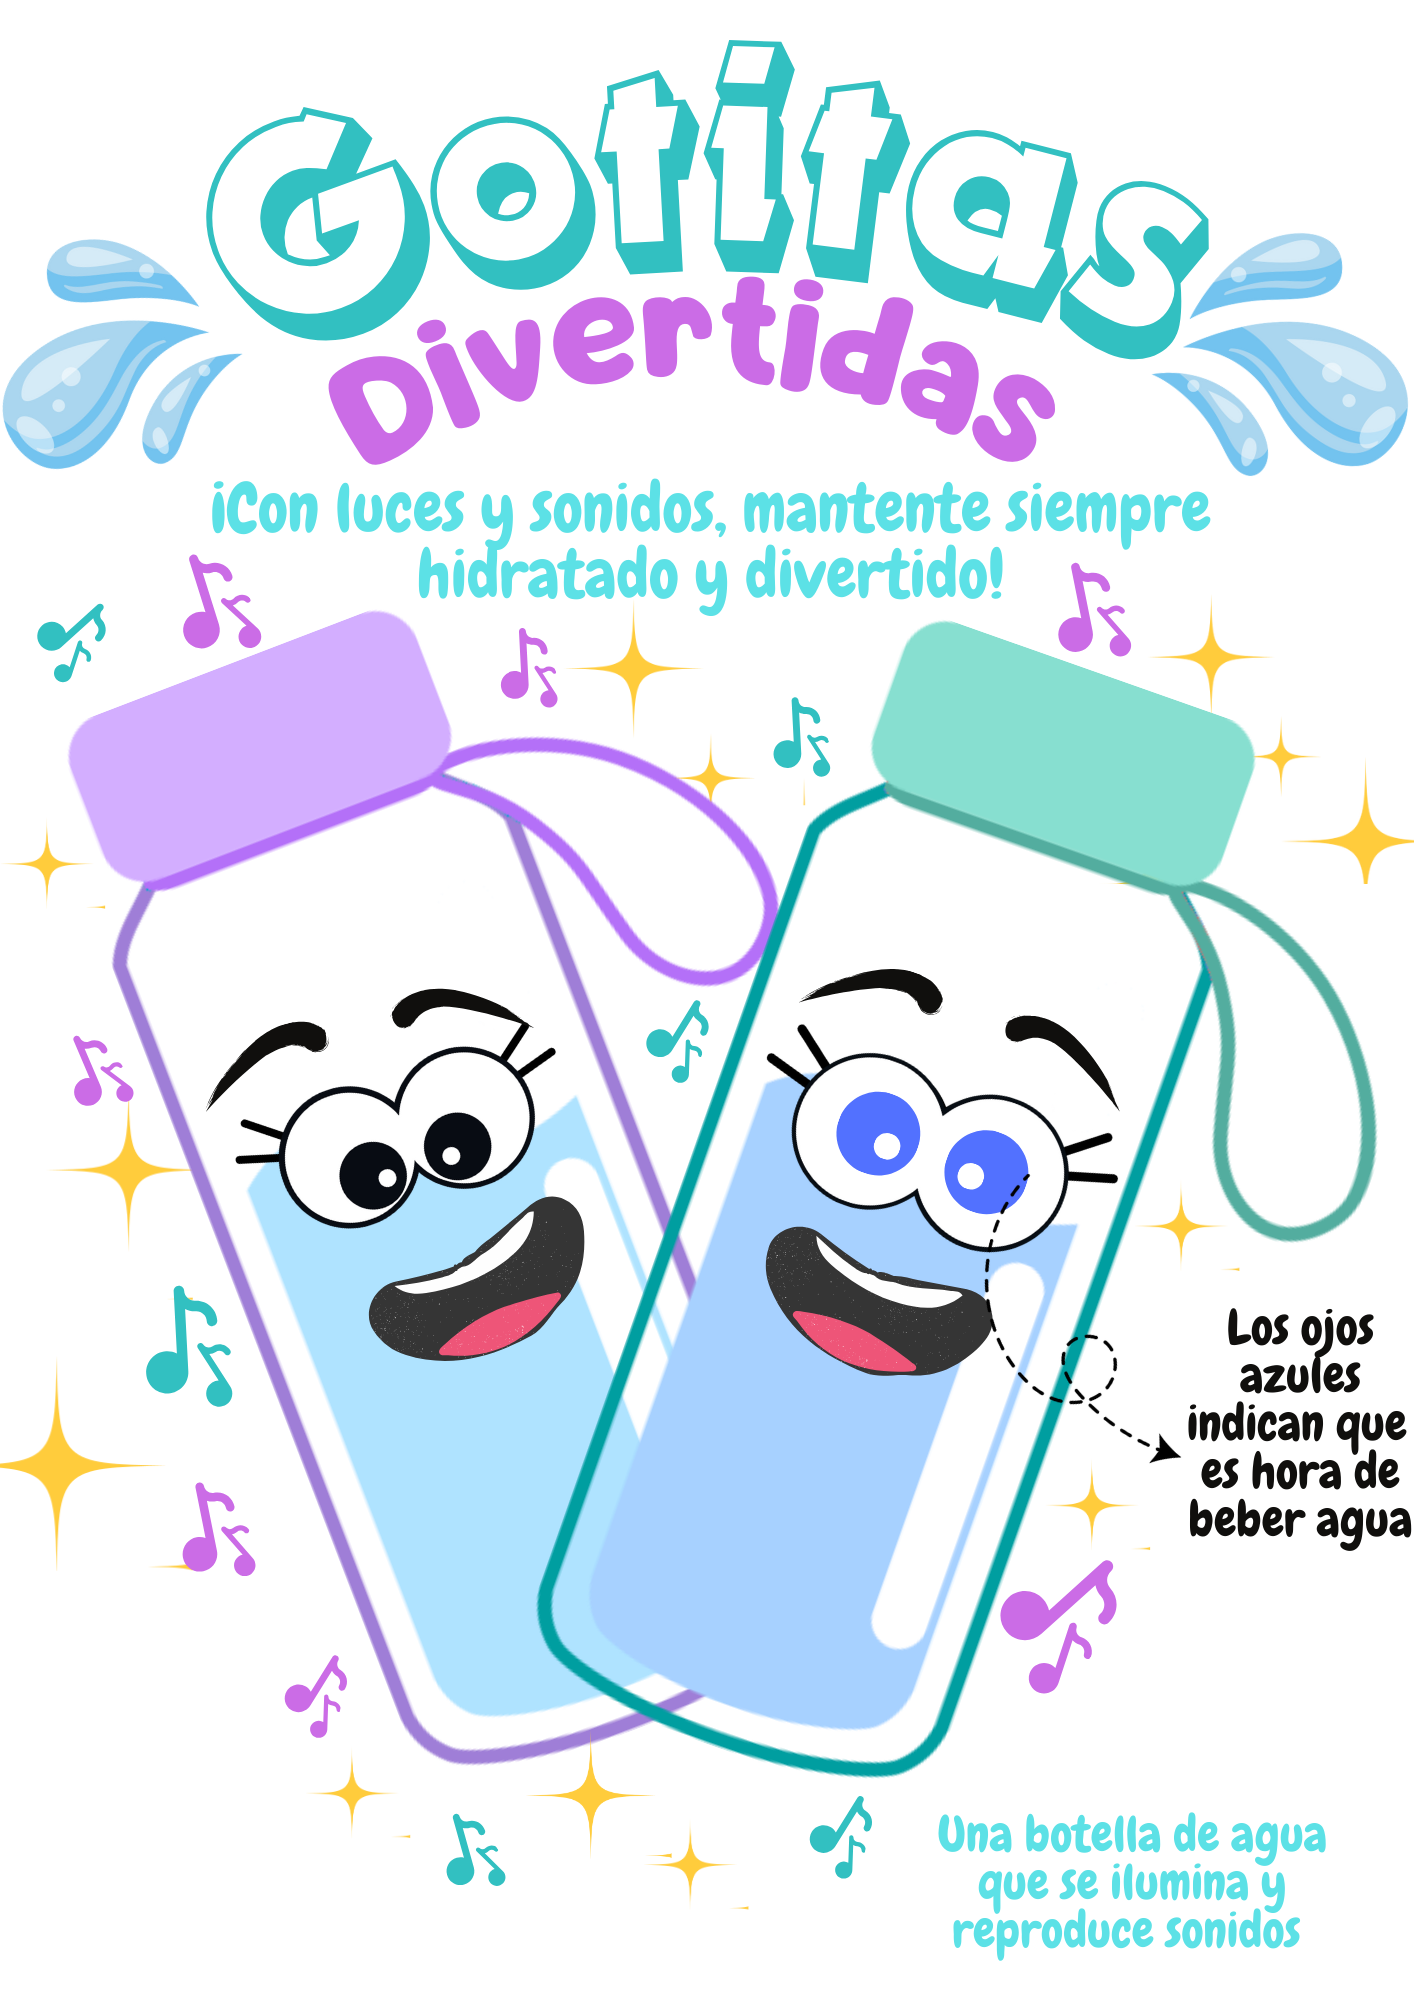 Gotitas
Divertidas
¡Con luces y sonidos, mantente siempre
hidratado y divertido!
Los ojos
azules
indican que
es hora de
beber agua
Una botella de agua
que se ilumina y
reproduce sonidos